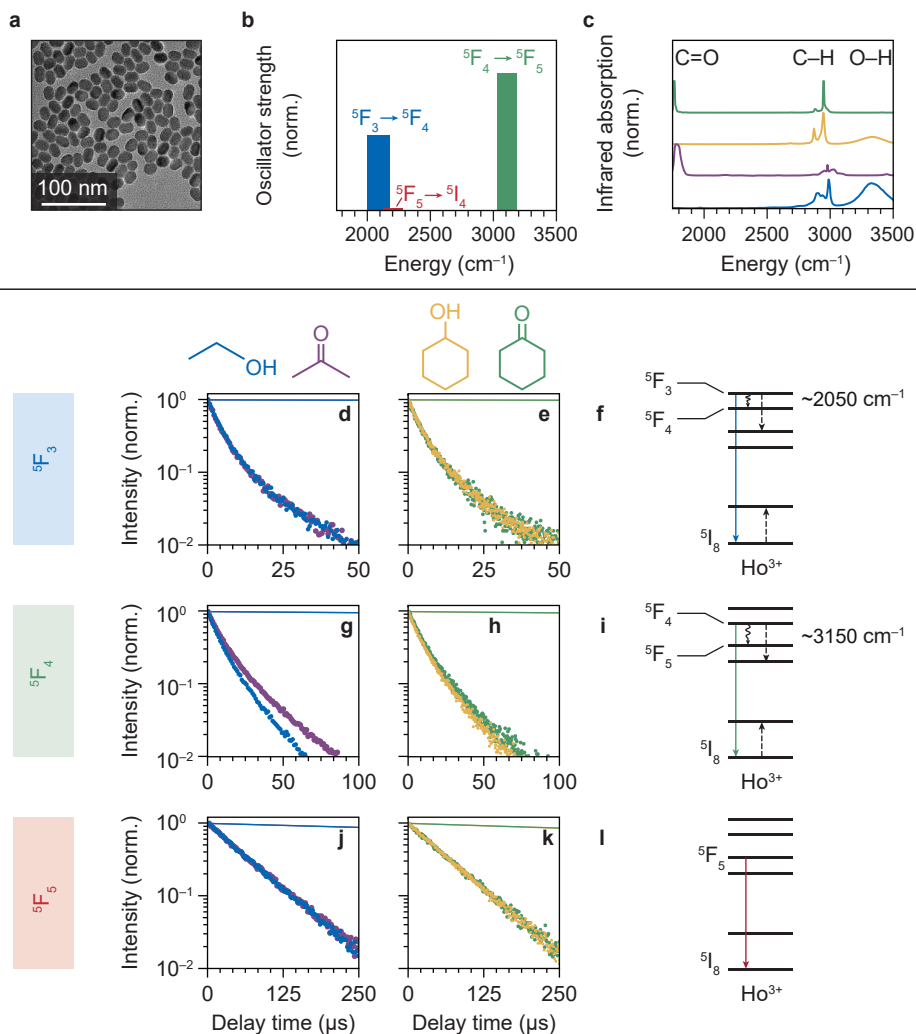 a
100 nm
b
Oscillator strength
(norm.)
⁵F₃→⁵F₄
⁵F₅→⁵I₄
⁵F₄→⁵F₅
2000 2500 3000 3500
Energy (cm⁻¹)
c
Infrared absorption
(norm.)
C=O C–H O–H
2000 2500 3000 3500
Energy (cm⁻¹)
OH
O
OH
O
⁵F₃
Intensity (norm.)
10⁰
10⁻¹
10⁻²
d
0 25 50
e
0 25 50
f
⁵F₃
⁵F₄
~2050 cm⁻¹
⁵I₈
Ho³⁺
⁵F₄
Intensity (norm.)
10⁰
10⁻¹
10⁻²
g
0 50 100
h
0 50 100
i
⁵F₄
⁵F₅
~3150 cm⁻¹
⁵I₈
Ho³⁺
⁵F₅
Intensity (norm.)
10⁰
10⁻¹
10⁻²
j
0 125 250
Delay time (μs)
k
0 125 250
Delay time (μs)
l
⁵F₅
⁵I₈
Ho³⁺